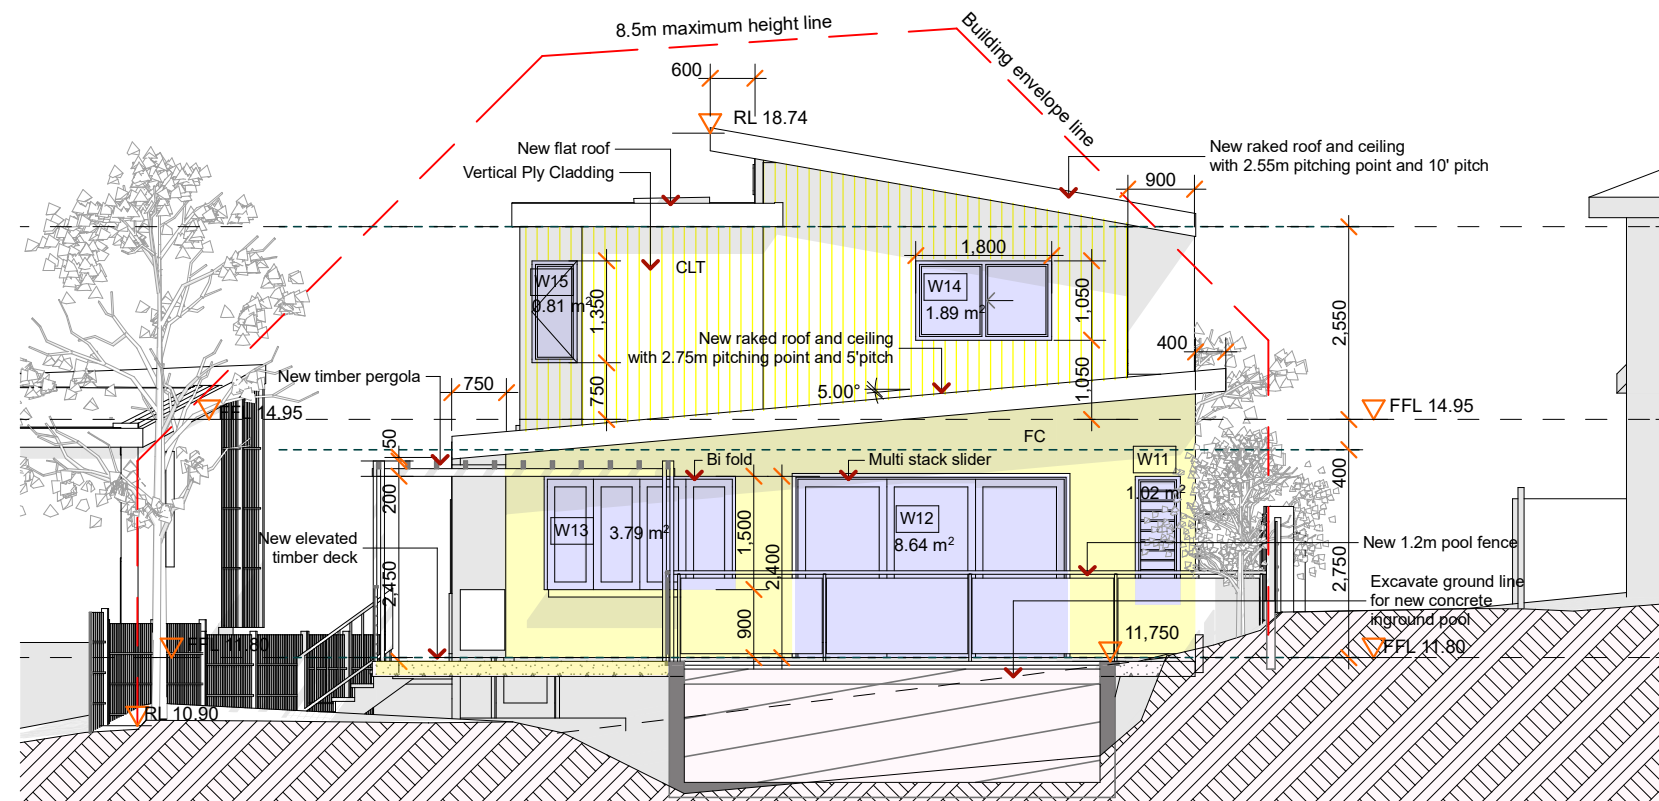 8.5m maximum height line
Building envelope line
600
RL 18.74
New flat roof
Vertical Ply Cladding
New raked roof and ceiling
with 2.55m pitching point and 10' pitch
900
1,800
CLT
W15
0.81 m²
1,350
W14
1.89 m²
1,050
2,550
New raked roof and ceiling
with 2.75m pitching point and 5'pitch
400
New timber pergola
750
750
5.00°
1,050
FFL 14.95
FFL 14.95
FC
Bi fold
Multi stack slider
W11
1.02 m²
400
200
W13
3.79 m²
1,500
2,400
W12
8.64 m²
New elevated
timber deck
New 1.2m pool fence
2,450
2,750
Excavate ground line
for new concrete
inground pool
900
11,750
FFL 11.80
FFL 11.80
RL 10.90